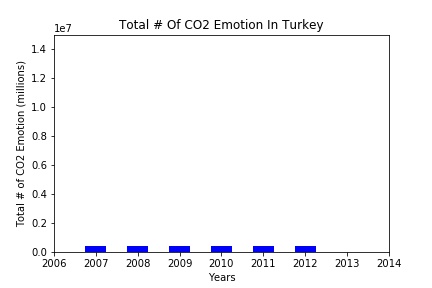 Total # Of CO2 Emotion In Turkey
1e7
1.4
1.2
1.0
0.8
0.6
0.4
0.2
0.0
Total # of CO2 Emotion (millions)
2006 2007 2008 2009 2010 2011 2012 2013 2014
Years